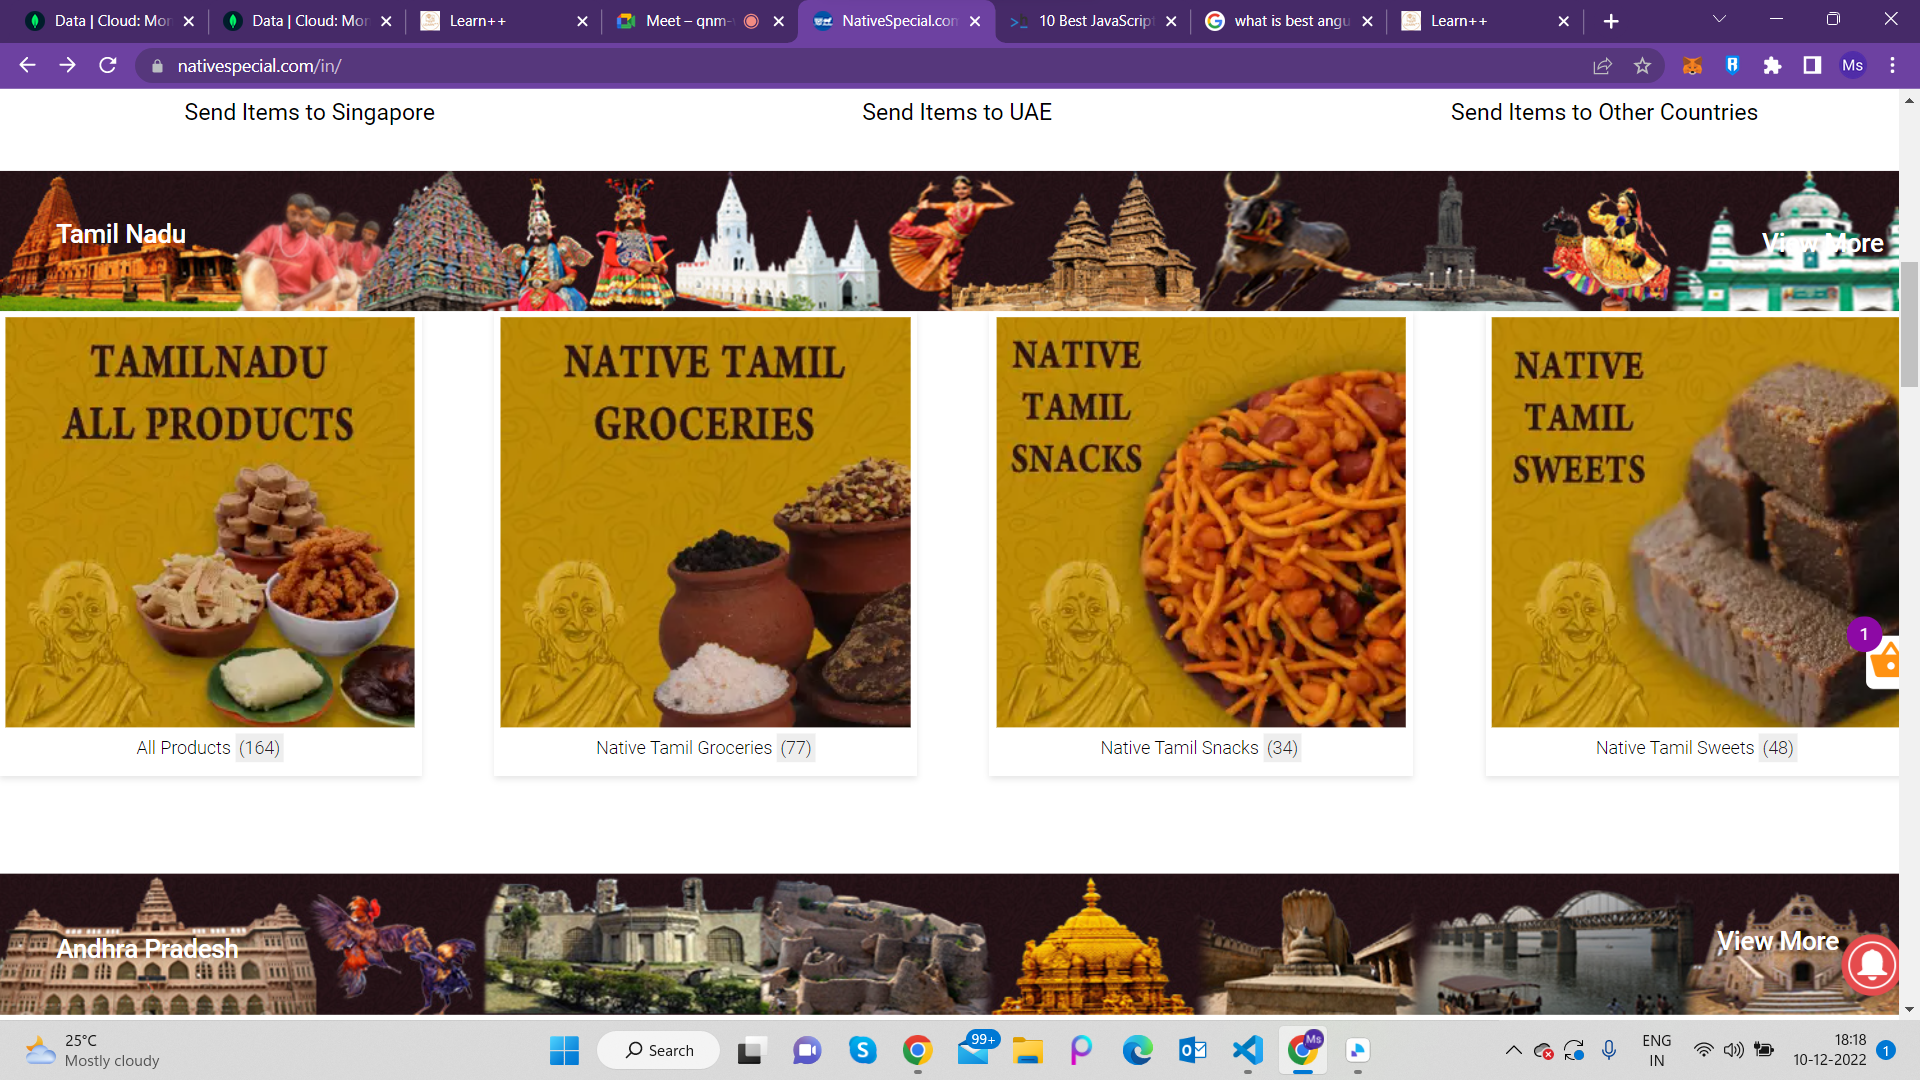 Data | Cloud: Mon
Data | Cloud: Mon
Learn++
Meet – qnm-
NativeSpecial.com
10 Best JavaScript
what is best angu
Learn++
nativespecial.com/in/
Ms
Send Items to Singapore
Send Items to UAE
Send Items to Other Countries
Tamil Nadu
View More
TAMILNADU
ALL PRODUCTS
NATIVE TAMIL
GROCERIES
NATIVE
TAMIL
SNACKS
NATIVE
TAMIL
SWEETS
1
All Products (164)
Native Tamil Groceries (77)
Native Tamil Snacks (34)
Native Tamil Sweets (48)
Andhra Pradesh
View More
25°C
Mostly cloudy
Search
99+
Ms
ENG
IN
18:18
10-12-2022
1